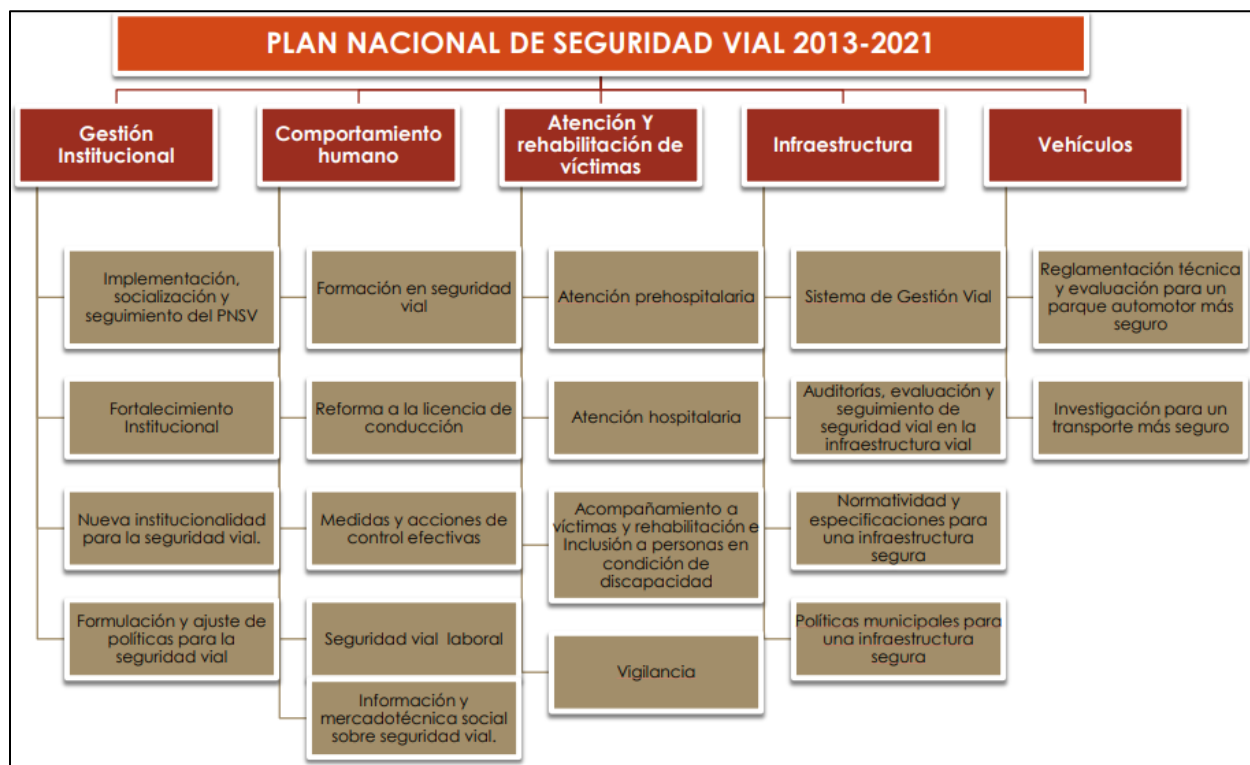 PLAN NACIONAL DE SEGURIDAD VIAL 2013-2021
Gestión
Institucional
Implementación,
socialización y
seguimiento del PNSV
Fortalecimiento
Institucional
Nueva institucionalidad
para la seguridad vial.
Formulación y ajuste de
políticas para la
seguridad vial
Comportamiento
humano
Formación en seguridad
vial
Reforma a la licencia de
conducción
Medidas y acciones de
control efectivas
Seguridad vial laboral
Información y
mercadotécnica social
sobre seguridad vial.
Atención Y
rehabilitación de
víctimas
Atención prehospitalaria
Atención hospitalaria
Acompañamiento a
víctimas y rehabilitación e
Inclusión a personas en
condición de
discapacidad
Vigilancia
Infraestructura
Sistema de Gestión Vial
Auditorías, evaluación y
seguimiento de
seguridad vial en la
infraestructura vial
Normatividad y
especificaciones para
una infraestructura
segura
Políticas municipales para
una infraestructura
segura
Vehículos
Reglamentación técnica
y evaluación para un
parque automotor más
seguro
Investigación para un
transporte más seguro